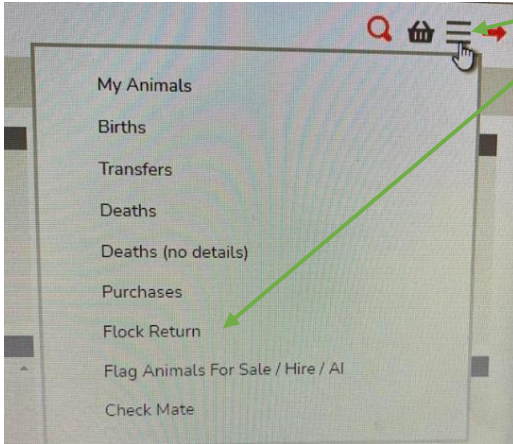 My Animals
Births
Transfers
Deaths
Deaths (no details)
Purchases
Flock Return
Flag Animals For Sale / Hire / AI
Check Mate